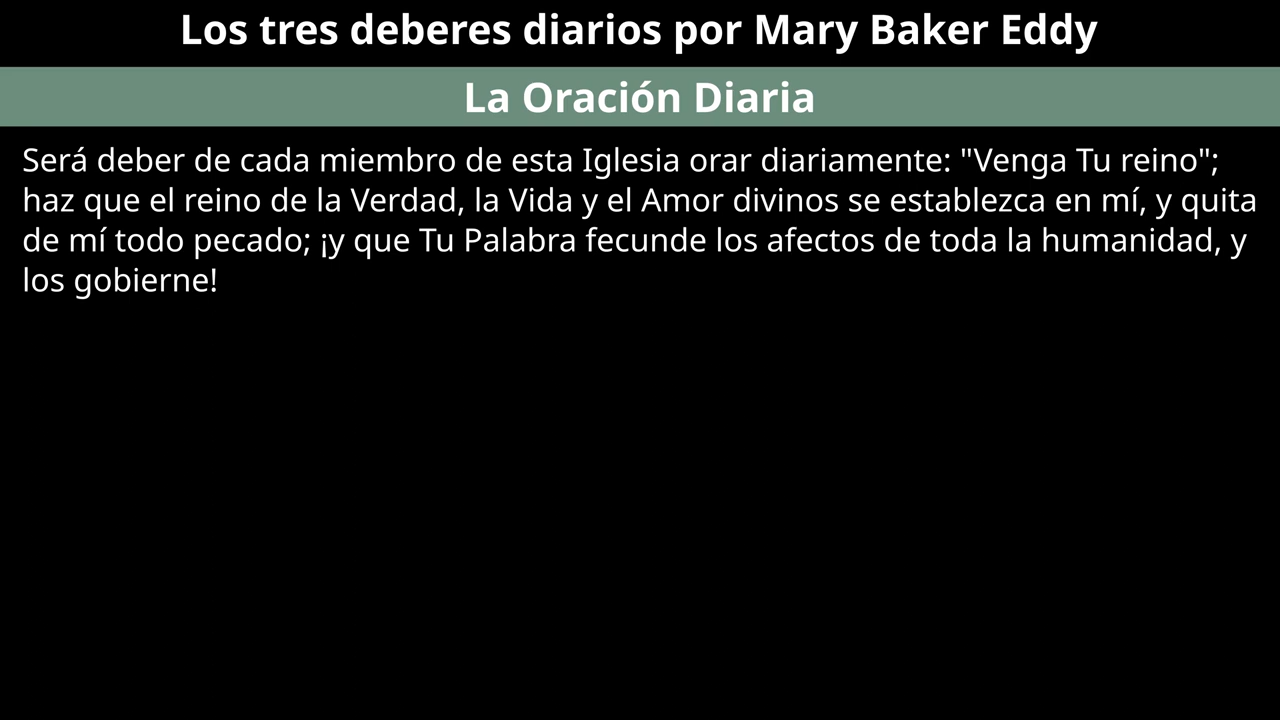 Los tres deberes diarios por Mary Baker Eddy
La Oración Diaria
Será deber de cada miembro de esta Iglesia orar diariamente: "Venga Tu reino";
haz que el reino de la Verdad, la Vida y el Amor divinos se establezca en mí, y quita
de mí todo pecado; ¡y que Tu Palabra fecunde los afectos de toda la humanidad, y
los gobierne!